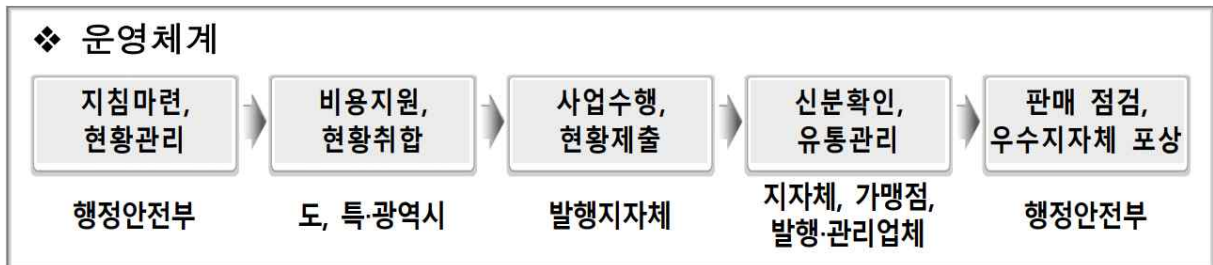 ❖ 운영체계
지침마련,
현황관리
비용지원,
현황취합
사업수행,
현황제출
신분확인,
유통관리
판매 점검,
우수지자체 포상
행정안전부
도, 특·광역시
발행지자체
지자체, 가맹점,
발행·관리업체
행정안전부